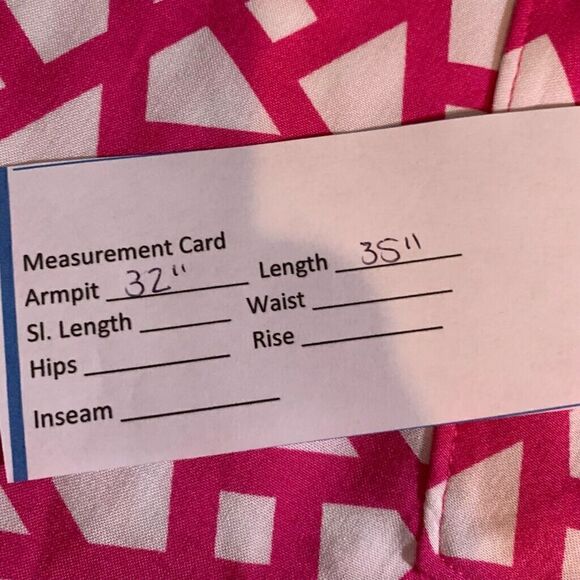 Measurement Card
Armpit 32" Length 35"
Sl. Length Waist
Hips Rise
Inseam